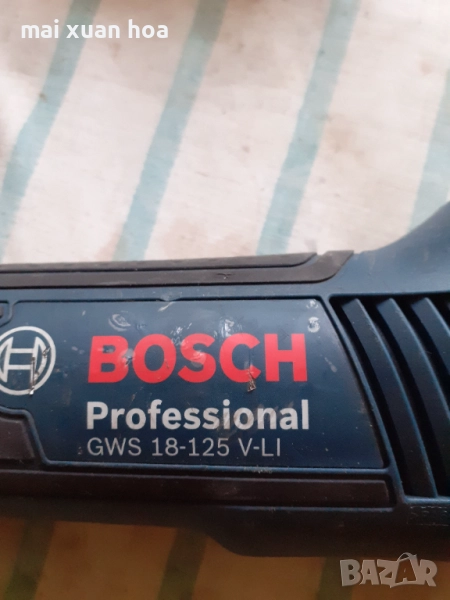 mai xuan hoa
BOSCH
Professional
GWS 18-125 V-LI
BAZAR